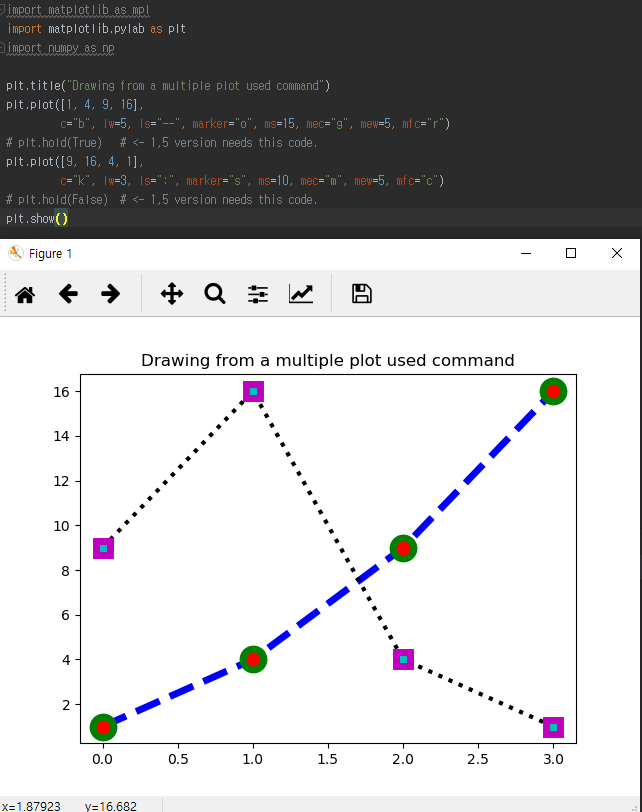 import matplotlib as mpl
import matplotlib.pylab as plt
import numpy as np
plt.title("Drawing from a multiple plot used command")
plt.plot([1, 4, 9, 16],
c="b", lw=5, ls="--", marker="o", ms=15, mec="g", mew=5, mfc="r")
# plt.hold(True)   # <- 1,5 version needs this code.
plt.plot([9, 16, 4, 1],
c="k", lw=3, ls=":", marker="s", ms=10, mec="m", mew=5, mfc="c")
# plt.hold(False)  # <- 1,5 version needs this code.
plt.show()
Figure 1
Drawing from a multiple plot used command
16
14
12
10
8
6
4
2
0.0 0.5 1.0 1.5 2.0 2.5 3.0
x=1.87923 y=16.682